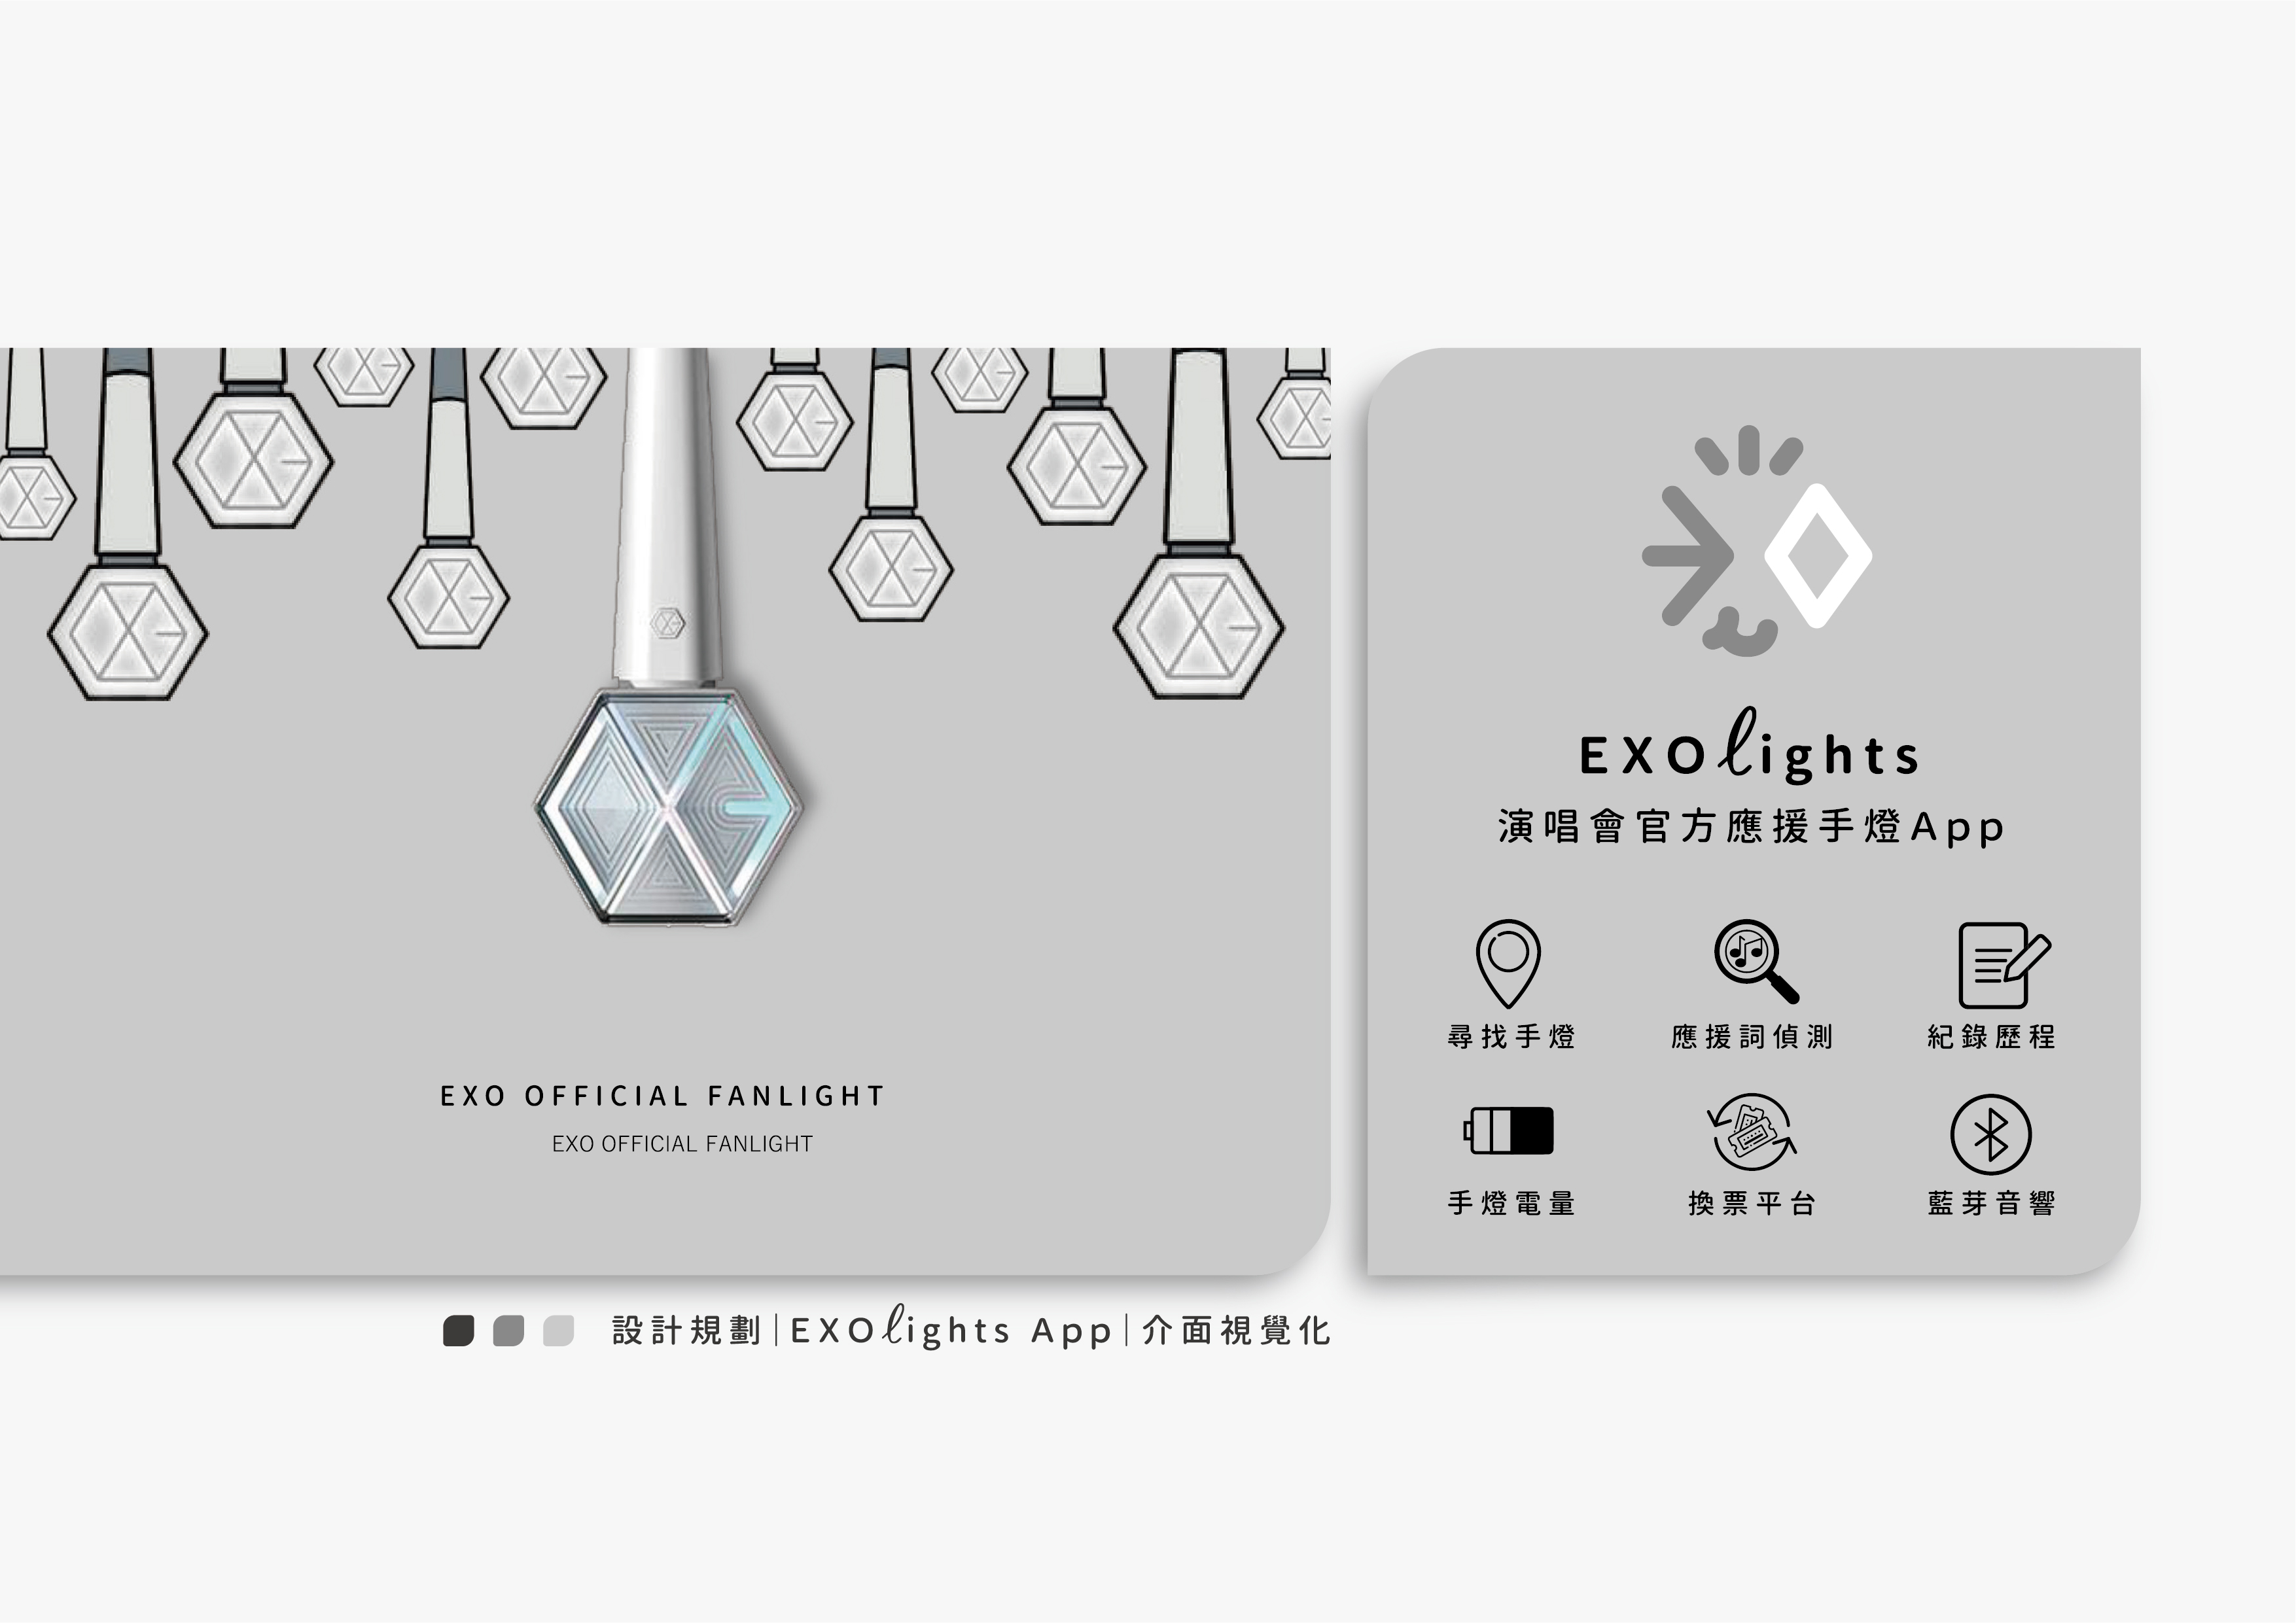 EXO OFFICIAL FANLIGHT
EXO OFFICIAL FANLIGHT
EXOlights
演唱會官方應援手燈App
尋找手燈
應援詞偵測
紀錄歷程
手燈電量
換票平台
藍芽音響
設計規劃|EXOlights App|介面視覺化